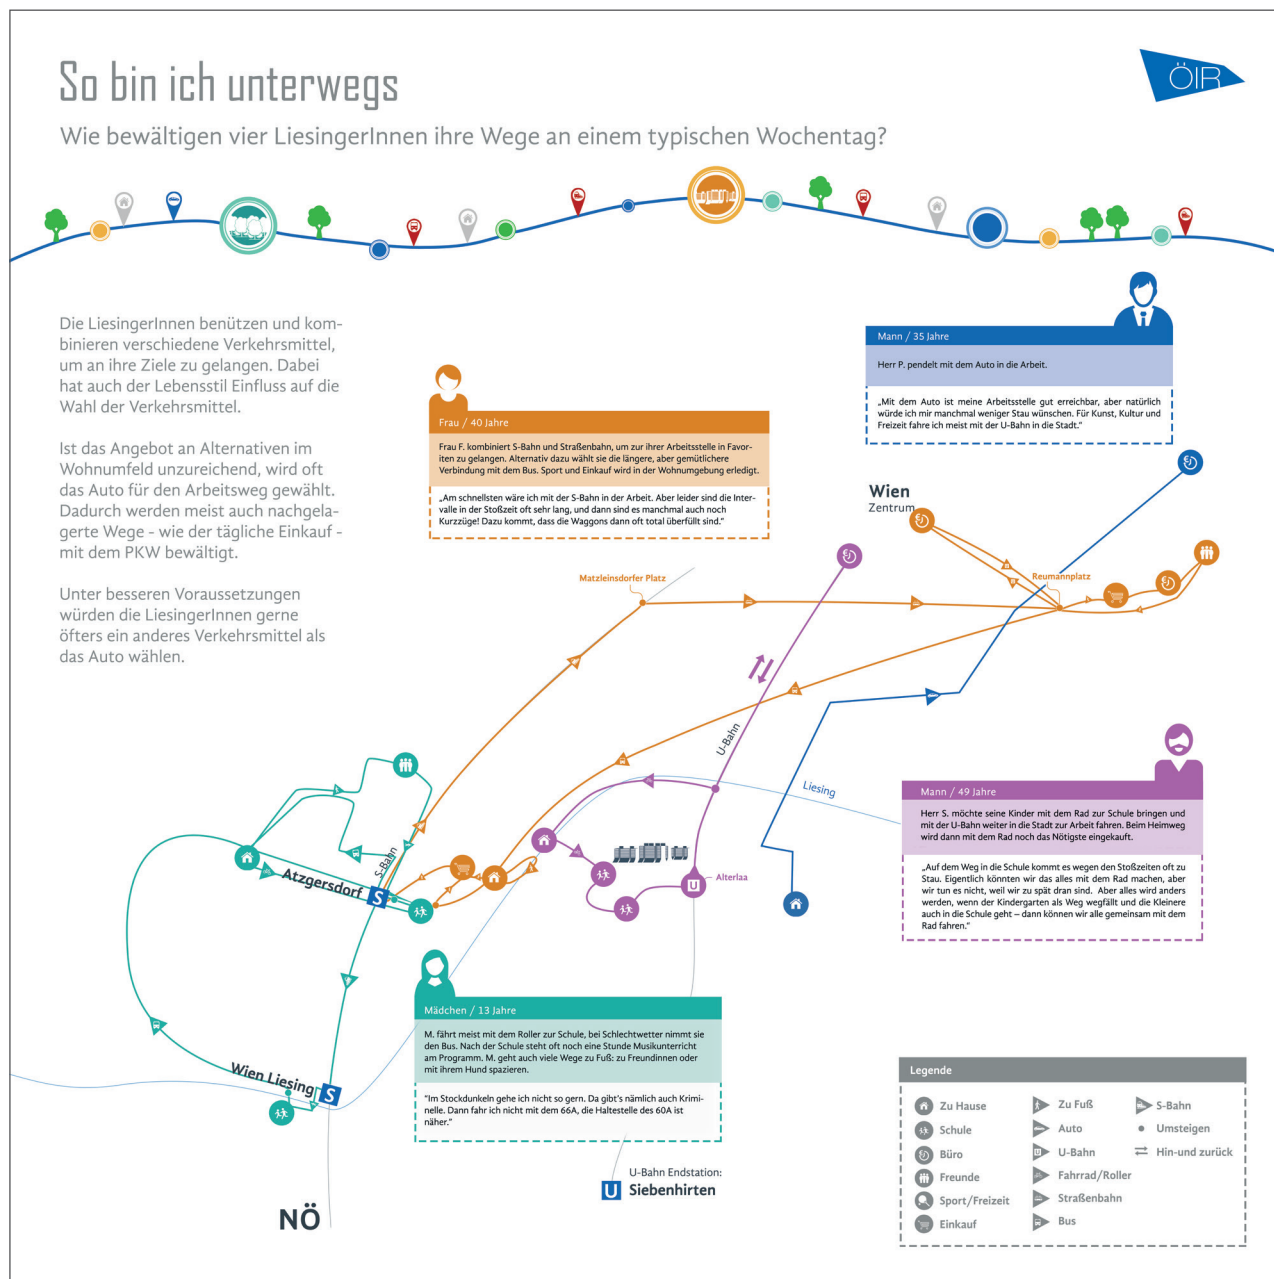 So bin ich unterwegs
ÖIR
Wie bewältigen vier LiesingerInnen ihre Wege an einem typischen Wochentag?
Die LiesingerInnen benützen und kom-
binieren verschiedene Verkehrsmittel,
um an ihre Ziele zu gelangen. Dabei
hat auch der Lebensstil Einfluss auf die
Wahl der Verkehrsmittel.
Ist das Angebot an Alternativen im
Wohnumfeld unzureichend, wird oft
das Auto für den Arbeitsweg gewählt.
Dadurch werden meist auch nachgela-
gerte Wege - wie der tägliche Einkauf -
mit dem PKW bewältigt.
Unter besseren Voraussetzungen
würden die LiesingerInnen gerne
öfters ein anderes Verkehrsmittel als
das Auto wählen.
Frau / 40 Jahre
Frau F. kombiniert S-Bahn und Straßenbahn, um zur ihrer Arbeitsstelle in Favor-
iten zu gelangen. Alternativ dazu wählt sie die längere, aber gemütlichere
Verbindung mit dem Bus. Sport und Einkauf wird in der Wohnumgebung erledigt.
„Am schnellsten wäre ich mit der S-Bahn in der Arbeit. Aber leider sind die Inter-
valle in der Stoßzeit oft sehr lang, und dann sind es manchmal auch noch
Kurzzüge! Dazu kommt, dass die Waggons dann oft total überfüllt sind.“
Mann / 35 Jahre
Herr P. pendelt mit dem Auto in die Arbeit.
„Mit dem Auto ist meine Arbeitsstelle gut erreichbar, aber natürlich
würde ich mir manchmal weniger Stau wünschen. Für Kunst, Kultur und
Freizeit fahre ich meist mit der U-Bahn in die Stadt.“
Wien
Zentrum
Matzleinsdorfer Platz
Reumannplatz
U-Bahn
Liesing
S-Bahn
Atzgersdorf
S
Alterlaa
U
Mann / 49 Jahre
Herr S. möchte seine Kinder mit dem Rad zur Schule bringen und
mit der U-Bahn weiter in die Stadt zur Arbeit fahren. Beim Heimweg
wird dann mit dem Rad noch das Nötigste eingekauft.
„Auf dem Weg in die Schule kommt es wegen den Stoßzeiten oft zu
Stau. Eigentlich könnten wir das alles mit dem Rad machen, aber
wir tun es nicht, weil wir zu spät dran sind. Aber alles wird anders
werden, wenn der Kindergarten als Weg wegfällt und die Kleinere
auch in die Schule geht – dann können wir alle gemeinsam mit dem
Rad fahren.“
Mädchen / 13 Jahre
M. fährt meist mit dem Roller zur Schule, bei Schlechtwetter nimmt sie
den Bus. Nach der Schule steht oft noch eine Stunde Musikunterricht
am Programm. M. geht auch viele Wege zu Fuß: zu Freundinnen oder
mit ihrem Hund spazieren.
"Im Stockdunkeln gehe ich nicht so gern. Da gibt's nämlich auch Krimi-
nelle. Dann fahr ich nicht mit dem 66A, die Haltestelle des 60A ist
näher."
Wien Liesing
S
NÖ
U-Bahn Endstation:
U Siebenhirten
Legende
Zu Hause
Schule
Büro
Freunde
Sport/Freizeit
Einkauf
Zu Fuß
Auto
U
U-Bahn
Fahrrad/Roller
Straßenbahn
Bus
S-Bahn
Umsteigen
Hin-und zurück